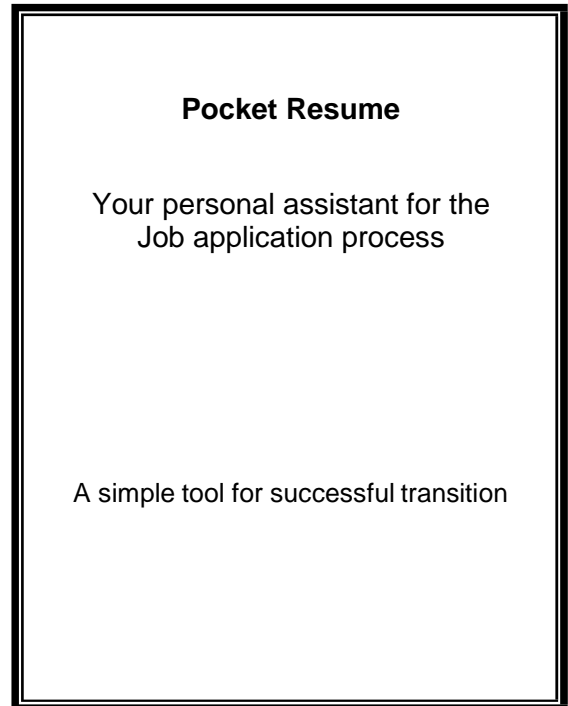 Pocket Resume
Your personal assistant for the
Job application process
A simple tool for successful transition